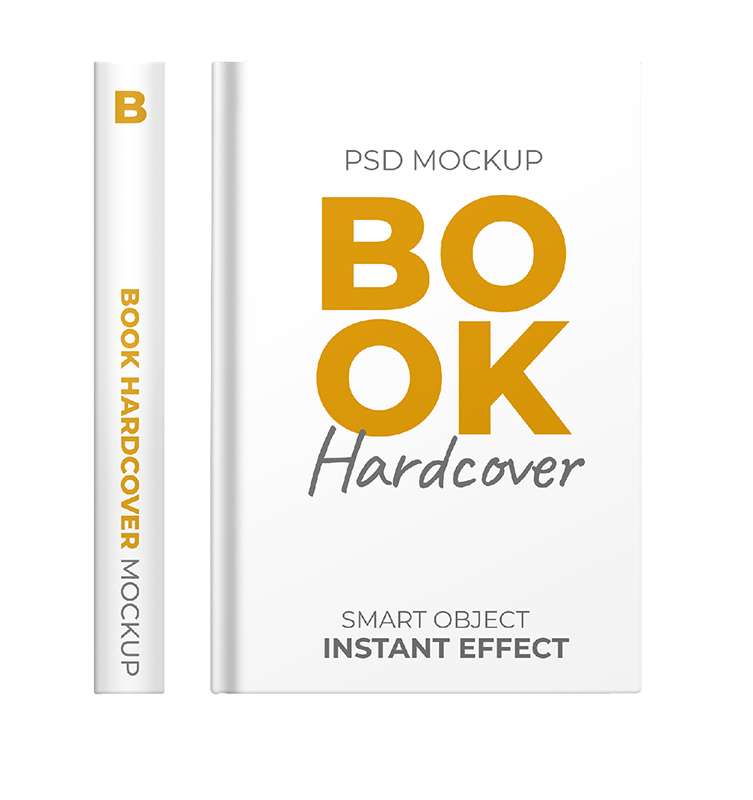 B
BOOK HARDCOVER MOCKUP
PSD MOCKUP
BO
OK
Hardcover
SMART OBJECT
INSTANT EFFECT